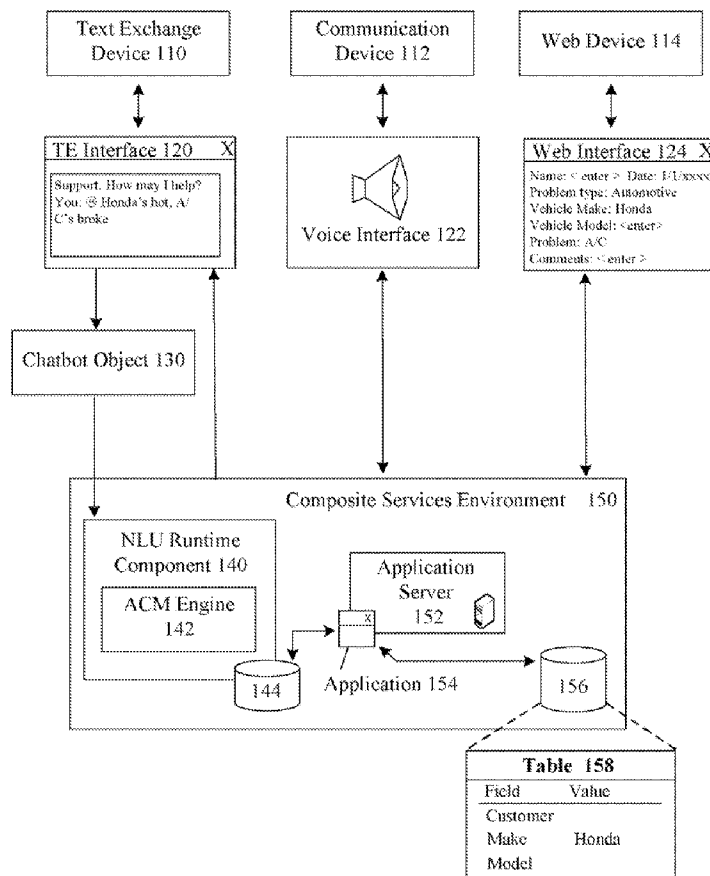 Text Exchange
Device 110
Communication
Device 112
Web Device 114
TE Interface 120 X
Support. How may I help?
You: ☹ Honda's hot, A/
C's broke
Voice Interface 122
Web Interface 124 X
Name: < enter > Date: 1/1/xxxx
Problem type: Automotive
Vehicle Make: Honda
Vehicle Model: <enter>
Problem: A/C
Comments: < enter >
Chatbot Object 130
Composite Services Environment 150
NLU Runtime
Component 140
ACM Engine
142
144
Application
Server
152
X
Application 154
156
Table 158
Field Value
Customer
Make Honda
Model